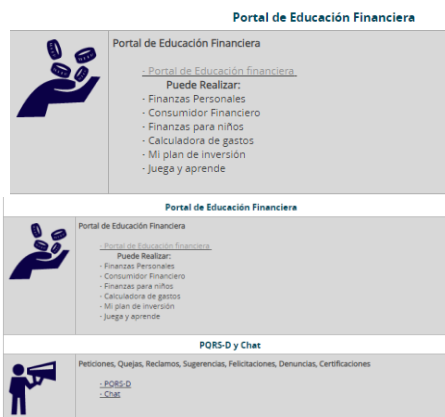 Portal de Educación Financiera
Portal de Educación Financiera
- Portal de Educación financiera
Puede Realizar:
- Finanzas Personales
- Consumidor Financiero
- Finanzas para niños
- Calculadora de gastos
- Mi plan de inversión
- Juega y aprende
Portal de Educación Financiera
Portal de Educación Financiera
- Portal de Educación financiera
Puede Realizar:
- Finanzas Personales
- Consumidor Financiero
- Finanzas para niños
- Calculadora de gastos
- Mi plan de inversión
- Juega y aprende
PQRS-D y Chat
Peticiones, Quejas, Reclamos, Sugerencias, Felicitaciones, Denuncias, Certificaciones
- PQRS-D
- Chat